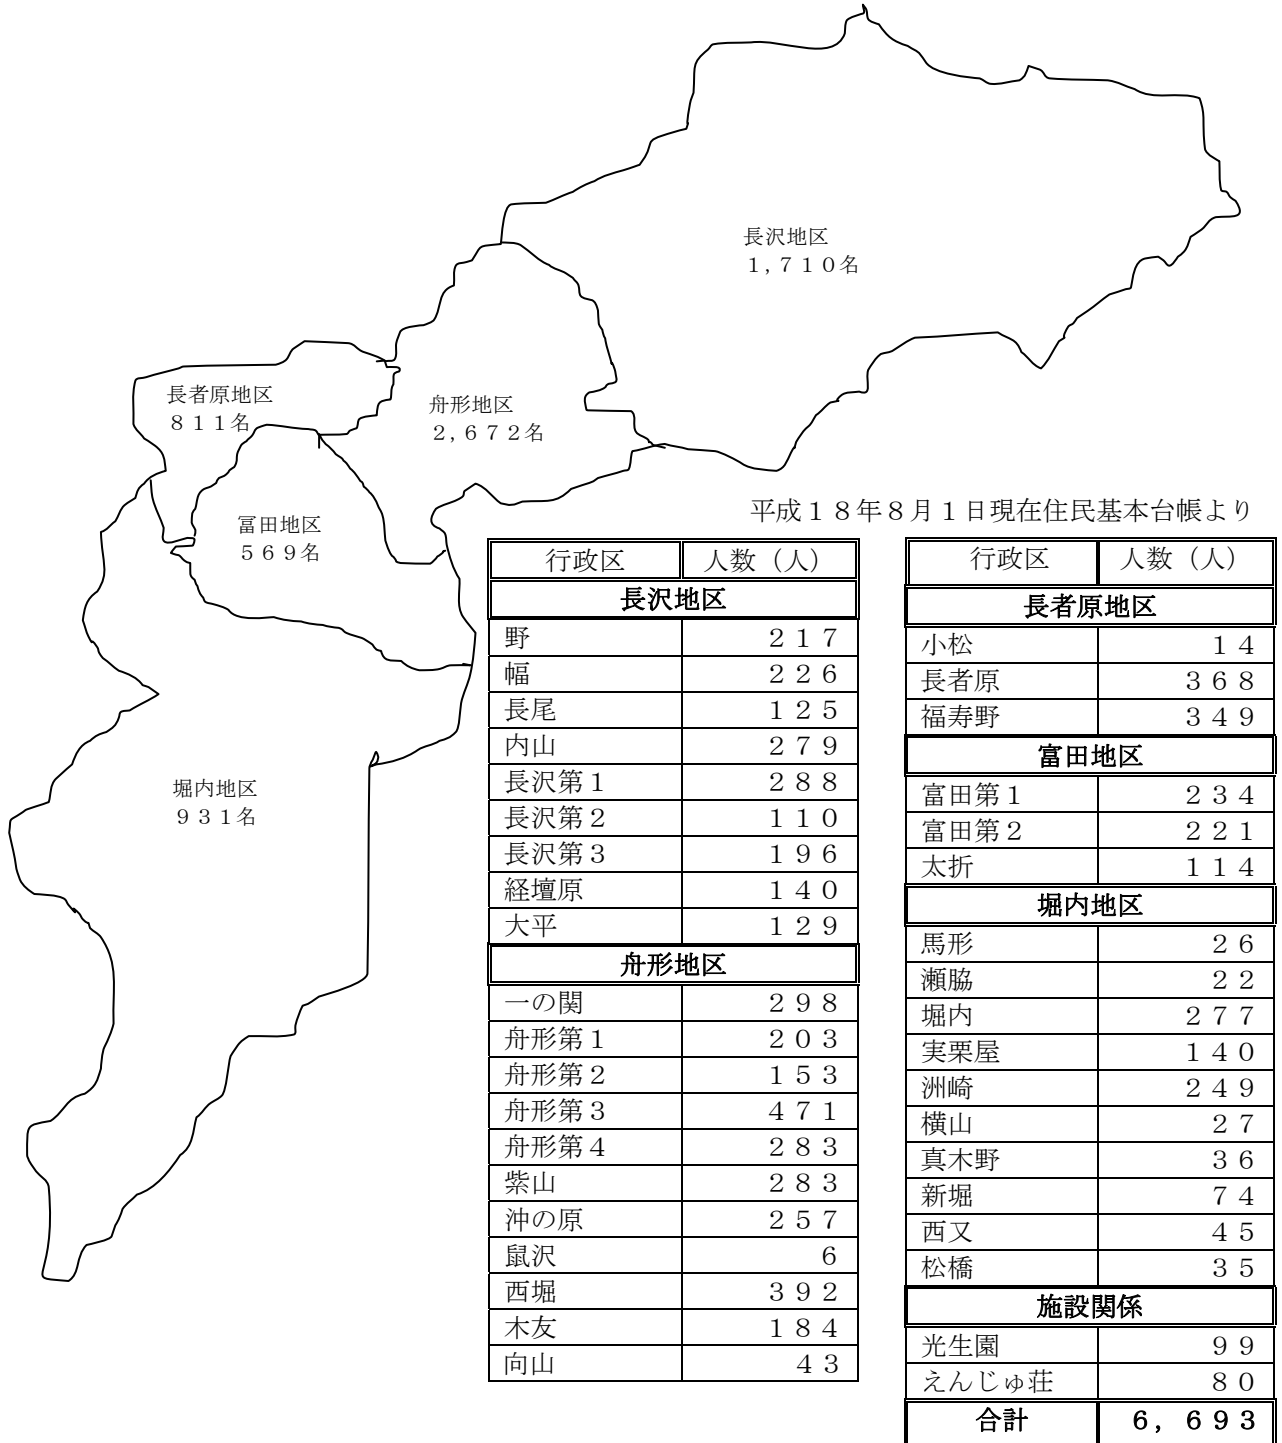 長沢地区
１,７１０名
長者原地区
８１１名
舟形地区
２,６７２名
冨田地区
５６９名
堀内地区
９３１名
平成１８年８月１日現在住民基本台帳より
行政区 人数（人）
長沢地区
野 ２１７
幅 ２２６
長尾 １２５
内山 ２７９
長沢第１ ２８８
長沢第２ １１０
長沢第３ １９６
経壇原 １４０
大平 １２９
舟形地区
一の関 ２９８
舟形第１ ２０３
舟形第２ １５３
舟形第３ ４７１
舟形第４ ２８３
紫山 ２８３
沖の原 ２５７
鼠沢 ６
西堀 ３９２
木友 １８４
向山 ４３
行政区 人数（人）
長者原地区
小松 １４
長者原 ３６８
福寿野 ３４９
富田地区
富田第１ ２３４
富田第２ ２２１
太折 １１４
堀内地区
馬形 ２６
瀬脇 ２２
堀内 ２７７
実栗屋 １４０
洲崎 ２４９
横山 ２７
真木野 ３６
新堀 ７４
西又 ４５
松橋 ３５
施設関係
光生園 ９９
えんじゅ荘 ８０
合計 ６，６９３